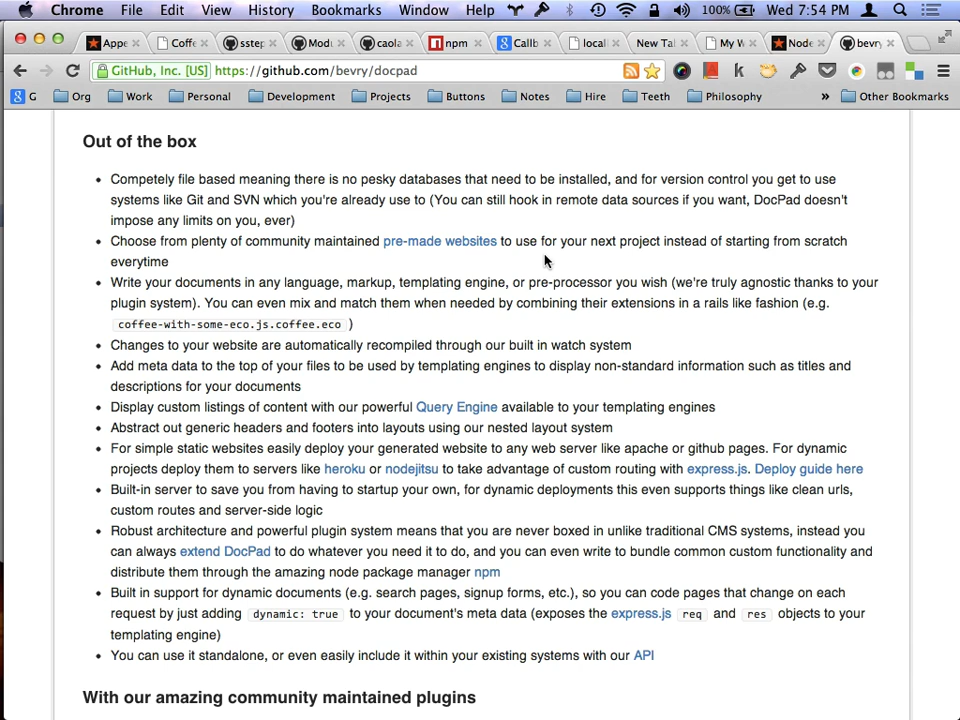 Chrome File Edit View History Bookmarks Window Help 100% Wed 7:54 PM
Appe Coffe sstep Modu caola npm Callb local New Tal My W Node bevry
GitHub, Inc. [US] https://github.com/bevry/docpad
G Org Work Personal Development Projects Buttons Notes Hire Teeth Philosophy » Other Bookmarks
Out of the box
• Competely file based meaning there is no pesky databases that need to be installed, and for version control you get to use
systems like Git and SVN which you're already use to (You can still hook in remote data sources if you want, DocPad doesn't
impose any limits on you, ever)
• Choose from plenty of community maintained pre-made websites to use for your next project instead of starting from scratch
everytime
• Write your documents in any language, markup, templating engine, or pre-processor you wish (we're truly agnostic thanks to your
plugin system). You can even mix and match them when needed by combining their extensions in a rails like fashion (e.g.
coffee-with-some-eco.js.coffee.eco )
• Changes to your website are automatically recompiled through our built in watch system
• Add meta data to the top of your files to be used by templating engines to display non-standard information such as titles and
descriptions for your documents
• Display custom listings of content with our powerful Query Engine available to your templating engines
• Abstract out generic headers and footers into layouts using our nested layout system
• For simple static websites easily deploy your generated website to any web server like apache or github pages. For dynamic
projects deploy them to servers like heroku or nodejitsu to take advantage of custom routing with express.js. Deploy guide here
• Built-in server to save you from having to startup your own, for dynamic deployments this even supports things like clean urls,
custom routes and server-side logic
• Robust architecture and powerful plugin system means that you are never boxed in unlike traditional CMS systems, instead you
can always extend DocPad to do whatever you need it to do, and you can even write to bundle common custom functionality and
distribute them through the amazing node package manager npm
• Built in support for dynamic documents (e.g. search pages, signup forms, etc.), so you can code pages that change on each
request by just adding dynamic: true to your document's meta data (exposes the express.js req and res objects to your
templating engine)
• You can use it standalone, or even easily include it within your existing systems with our API
With our amazing community maintained plugins